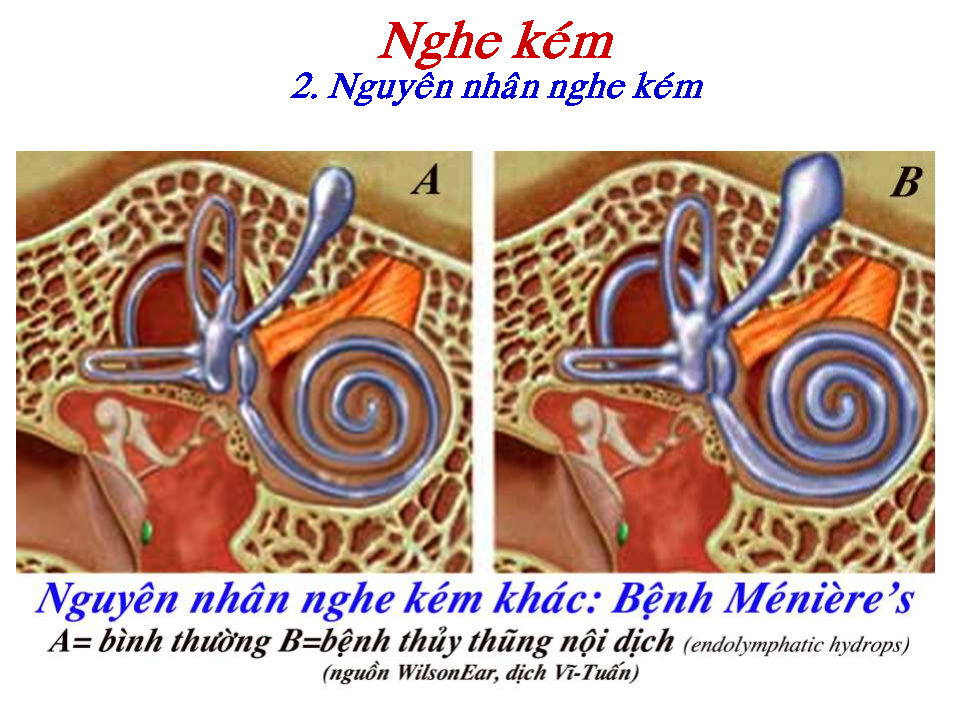 Nghe kém
2. Nguyên nhân nghe kém
A
B
Nguyên nhân nghe kém khác: Bệnh Ménière’s
A= bình thường B=bệnh thủy thũng nội dịch (endolymphatic hydrops)
(nguồn WilsonEar, dịch Vĩ-Tuấn)